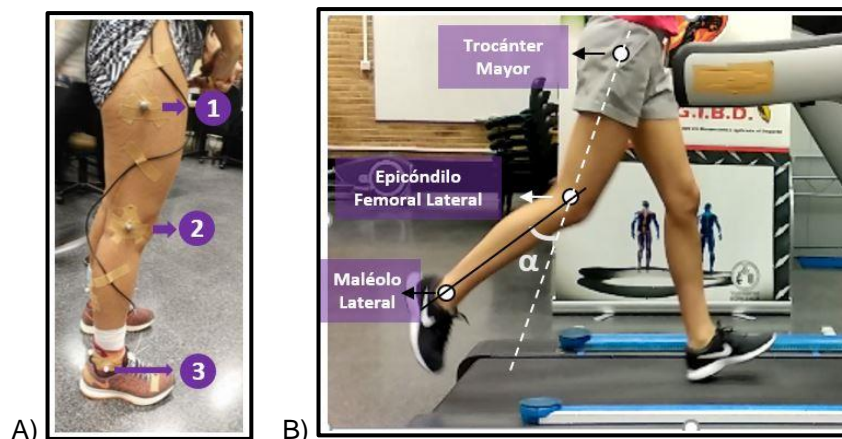 1
2
3
A)
Trocánter
Mayor
G.I.B.D.
Epicóndilo
Femoral Lateral
α
Maléolo
Lateral
B)